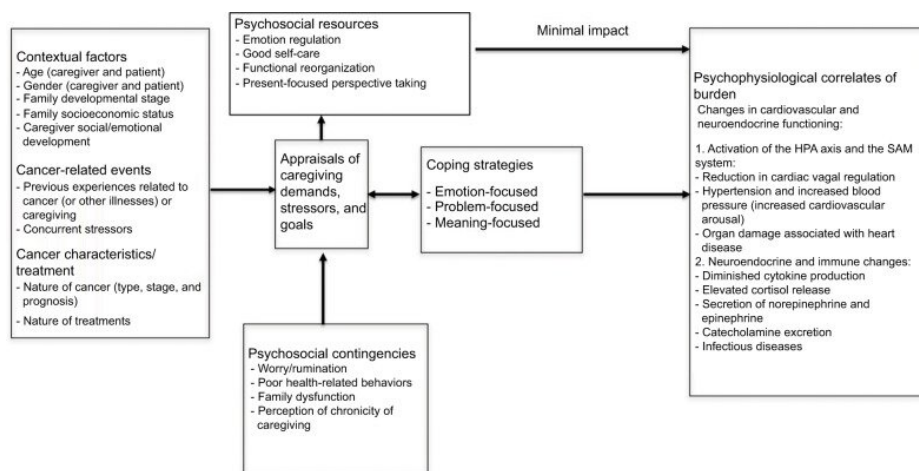 Contextual factors
- Age (caregiver and patient)
- Gender (caregiver and patient)
- Family developmental stage
- Family socioeconomic status
- Caregiver social/emotional
development
Cancer-related events
- Previous experiences related to
cancer (or other illnesses) or
caregiving
- Concurrent stressors
Cancer characteristics/
treatment
- Nature of cancer (type, stage, and
prognosis)
- Nature of treatments
Psychosocial resources
- Emotion regulation
- Good self-care
- Functional reorganization
- Present-focused perspective taking
Appraisals of
caregiving
demands,
stressors, and
goals
Psychosocial contingencies
- Worry/rumination
- Poor health-related behaviors
- Family dysfunction
- Perception of chronicity of
caregiving
Coping strategies
- Emotion-focused
- Problem-focused
- Meaning-focused
Minimal impact
Psychophysiological correlates of
burden
Changes in cardiovascular and
neuroendocrine functioning:
1. Activation of the HPA axis and the SAM
system:
- Reduction in cardiac vagal regulation
- Hypertension and increased blood
pressure (increased cardiovascular
arousal)
- Organ damage associated with heart
disease
2. Neuroendocrine and immune changes:
- Diminished cytokine production
- Elevated cortisol release
- Secretion of norepinephrine and
epinephrine
- Catecholamine excretion
- Infectious diseases